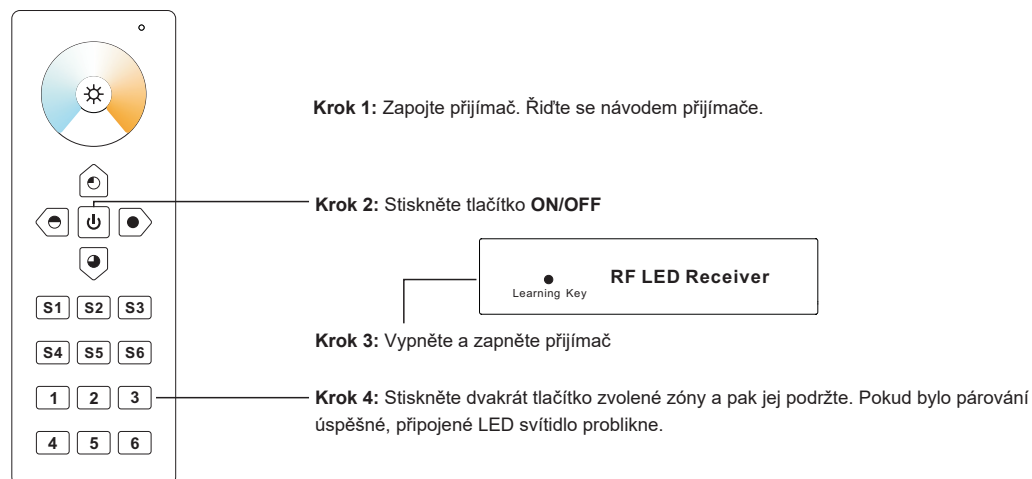 Krok 1: Zapojte přijímač. Řiďte se návodem přijímače.
Krok 2: Stiskněte tlačítko ON/OFF
RF LED Receiver
Learning Key
Krok 3: Vypněte a zapněte přijímač
Krok 4: Stiskněte dvakrát tlačítko zvolené zóny a pak jej podržte. Pokud bylo párování
úspěšné, připojené LED svítidlo problikne.
S1 S2 S3
S4 S5 S6
1 2 3
4 5 6